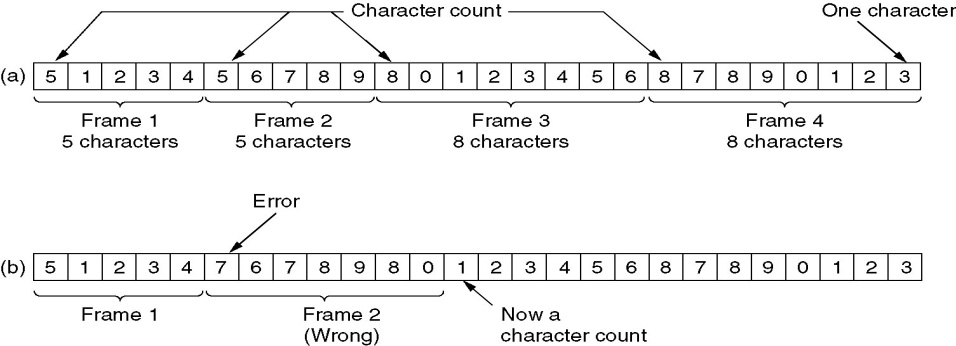 Character count One character
(a) 5 1 2 3 4 5 6 7 8 9 8 0 1 2 3 4 5 6 8 7 8 9 0 1 2 3
Frame 1 Frame 2 Frame 3 Frame 4
5 characters 5 characters 8 characters 8 characters
Error
(b) 5 1 2 3 4 7 6 7 8 9 8 0 1 2 3 4 5 6 8 7 8 9 0 1 2 3
Frame 1 Frame 2 Now a
(Wrong) character count